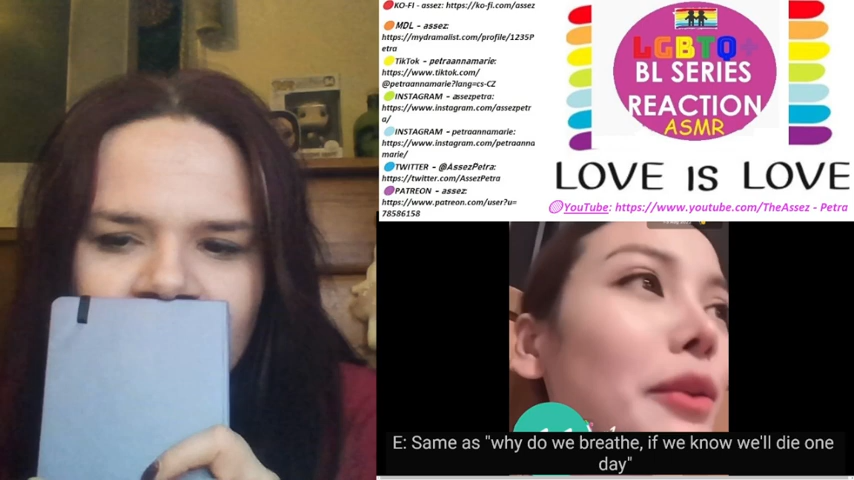 KO-FI - assez: https://ko-fi.com/assez
MDL - assez:
https://mydramalist.com/profile/1235P
etra
TikTok - petraannamarie:
https://www.tiktok.com/
@petraannamarie?lang=cs-CZ
INSTAGRAM - assezpetra:
https://www.instagram.com/assezpetr
a/
INSTAGRAM - petraannamarie:
https://www.instagram.com/petraanna
marie/
TWITTER - @AssezPetra:
https://twitter.com/AssezPetra
PATREON - assez:
https://www.patreon.com/user?u=
78586158
LGBTQ+
BL SERIES
REACTION
ASMR
LOVE IS LOVE
YouTube: https://www.youtube.com/TheAssez - Petra
E: Same as "why do we breathe, if we know we'll die one
day"